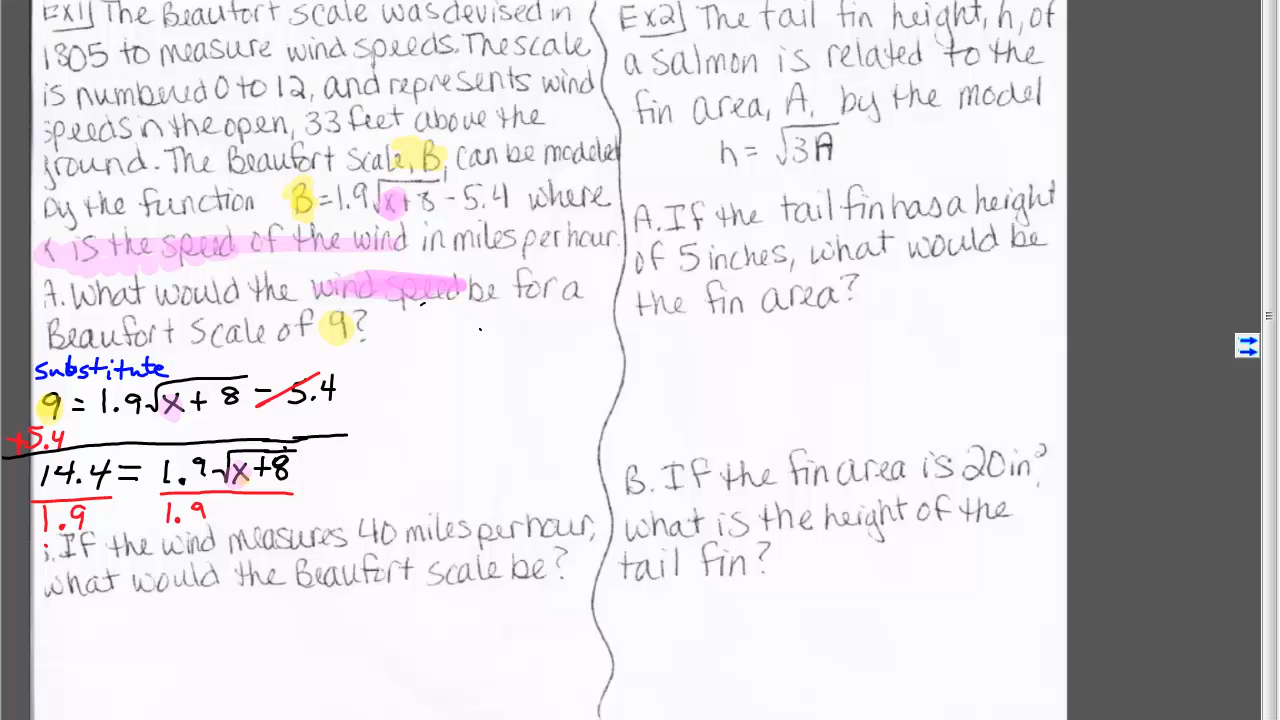 Ex1] The Beaufort scale was devised in
1805 to measure wind speeds. The scale
is numbered 0 to 12, and represents wind
speeds in the open, 33 feet above the
ground. The Beaufort scale, B, can be modeled
by the function B=1.9√x+8 - 5.4 where
x is the speed of the wind in miles per hour.
A. What would the wind speed be for a
Beaufort Scale of 9?
substitute
9 = 1.9√x+8 - 5.4
+5.4
14.4 = 1.9√x+8
1.9 1.9
. If the wind measures 40 miles per hour,
what would the Beaufort scale be?
Ex2] The tail fin height, h, of
a salmon is related to the
fin area, A, by the model
h = √3A
A. If the tail fin has a height
of 5 inches, what would be
the fin area?
B. If the fin area is 20 in²,
what is the height of the
tail fin?